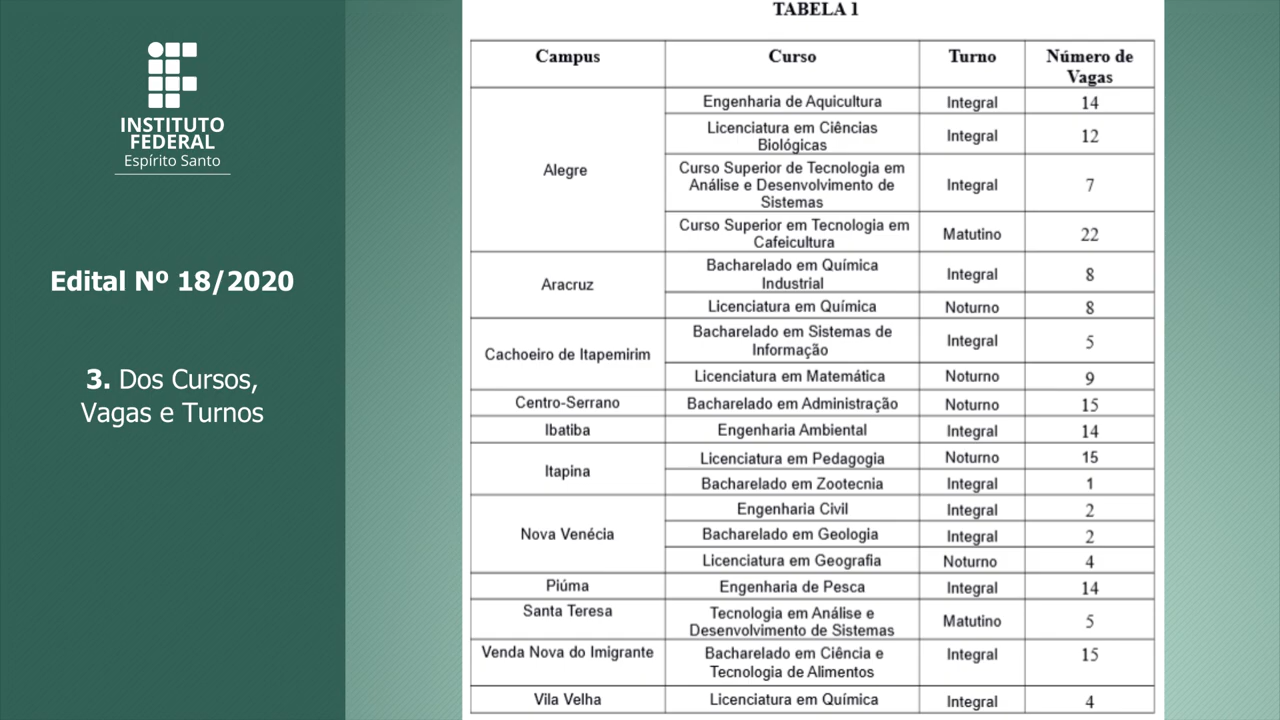 INSTITUTO
FEDERAL
Espírito Santo
Edital Nº 18/2020
3. Dos Cursos,
Vagas e Turnos
TABELA 1
Campus Curso Turno Número de
Vagas
Alegre
Engenharia de Aquicultura Integral 14
Licenciatura em Ciências
Biológicas Integral 12
Curso Superior de Tecnologia em
Análise e Desenvolvimento de
Sistemas Integral 7
Curso Superior em Tecnologia em
Cafeicultura Matutino 22
Aracruz
Bacharelado em Química
Industrial Integral 8
Licenciatura em Química Noturno 8
Cachoeiro de Itapemirim
Bacharelado em Sistemas de
Informação Integral 5
Licenciatura em Matemática Noturno 9
Centro-Serrano Bacharelado em Administração Noturno 15
Ibatiba Engenharia Ambiental Integral 14
Itapina
Licenciatura em Pedagogia Noturno 15
Bacharelado em Zootecnia Integral 1
Nova Venécia
Engenharia Civil Integral 2
Bacharelado em Geologia Integral 2
Licenciatura em Geografia Noturno 4
Piúma Engenharia de Pesca Integral 14
Santa Teresa Tecnologia em Análise e
Desenvolvimento de Sistemas Matutino 5
Venda Nova do Imigrante Bacharelado em Ciência e
Tecnologia de Alimentos Integral 15
Vila Velha Licenciatura em Química Integral 4